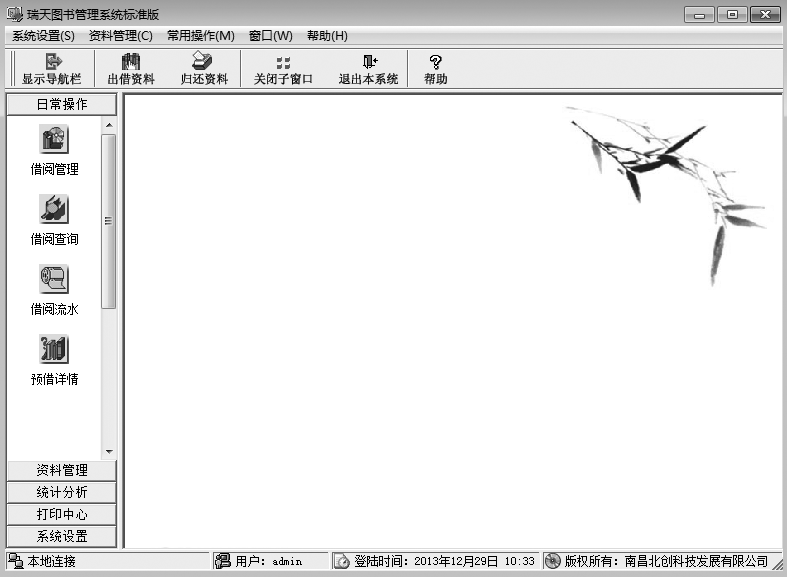 瑞天图书管理系统标准版
系统设置(S) 资料管理(C) 常用操作(M) 窗口(W) 帮助(H)
显示导航栏 出借资料 归还资料 关闭子窗口 退出本系统 帮助
日常操作
借阅管理
借阅查询
借阅流水
预借详情
资料管理
统计分析
打印中心
系统设置
本地连接 用户: admin 登陆时间: 2013年12月29日 10:33 版权所有: 南昌北创科技发展有限公司